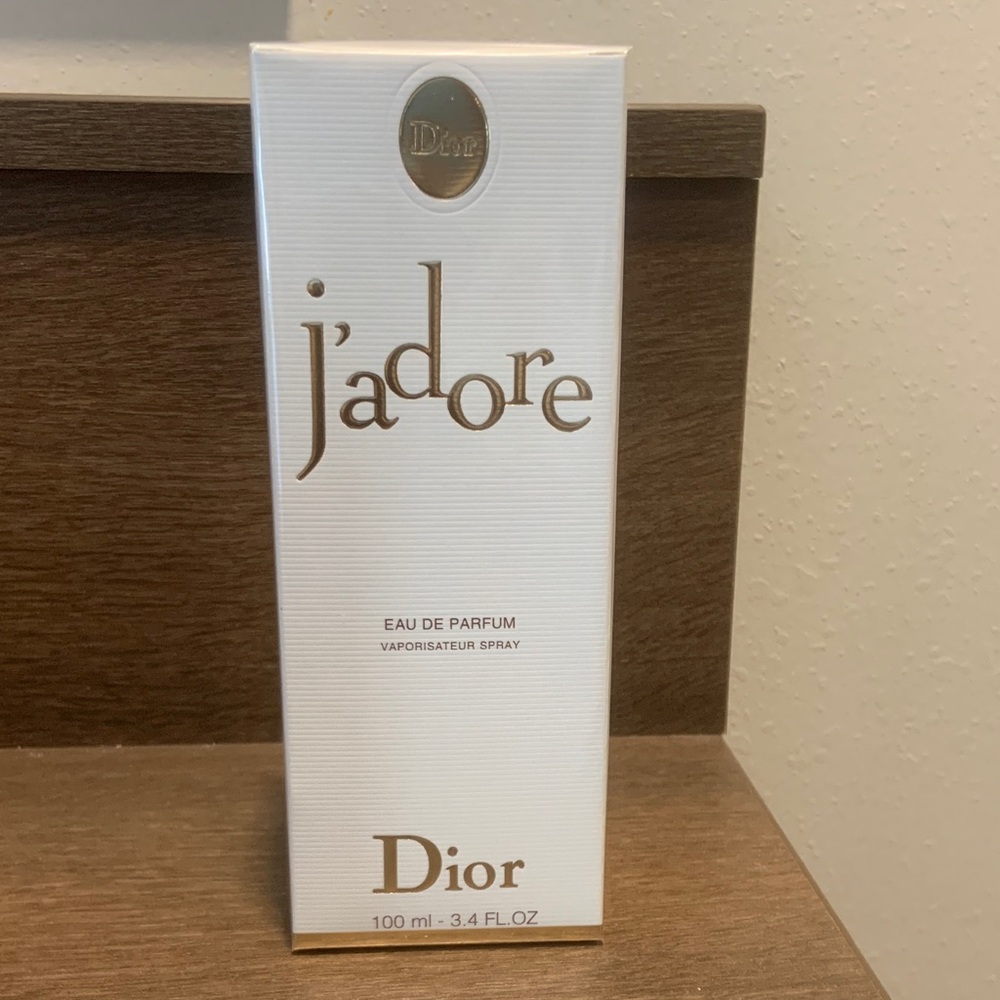 Dior
j'adore
EAU DE PARFUM
VAPORISATEUR SPRAY
Dior
100 ml - 3.4 FL.OZ